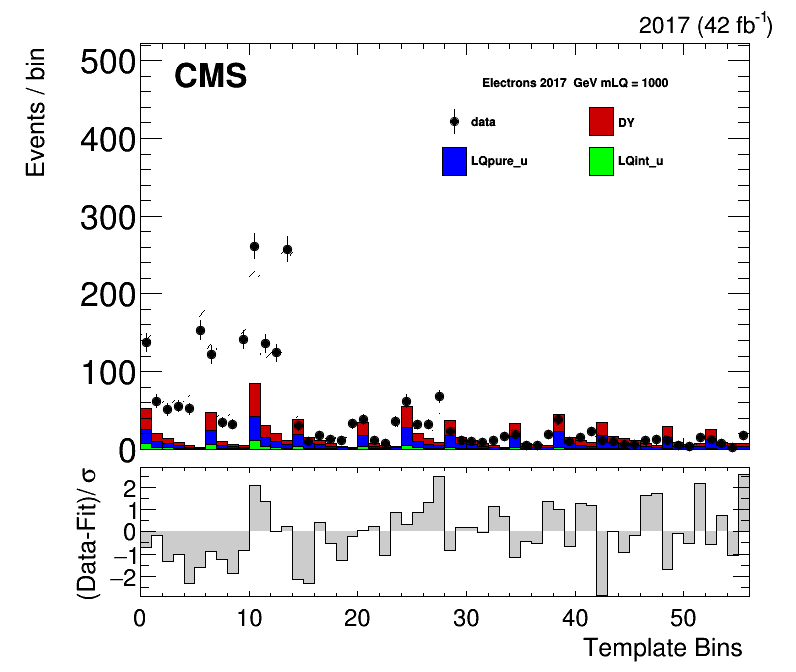 2017 (42 fb-1)
Events / bin
500
400
300
200
100
0
CMS
Electrons 2017 GeV mLQ = 1000
data
DY
LQpure_u
LQint_u
(Data-Fit)/ σ
2
1
0
−1
−2
0 10 20 30 40 50
Template Bins